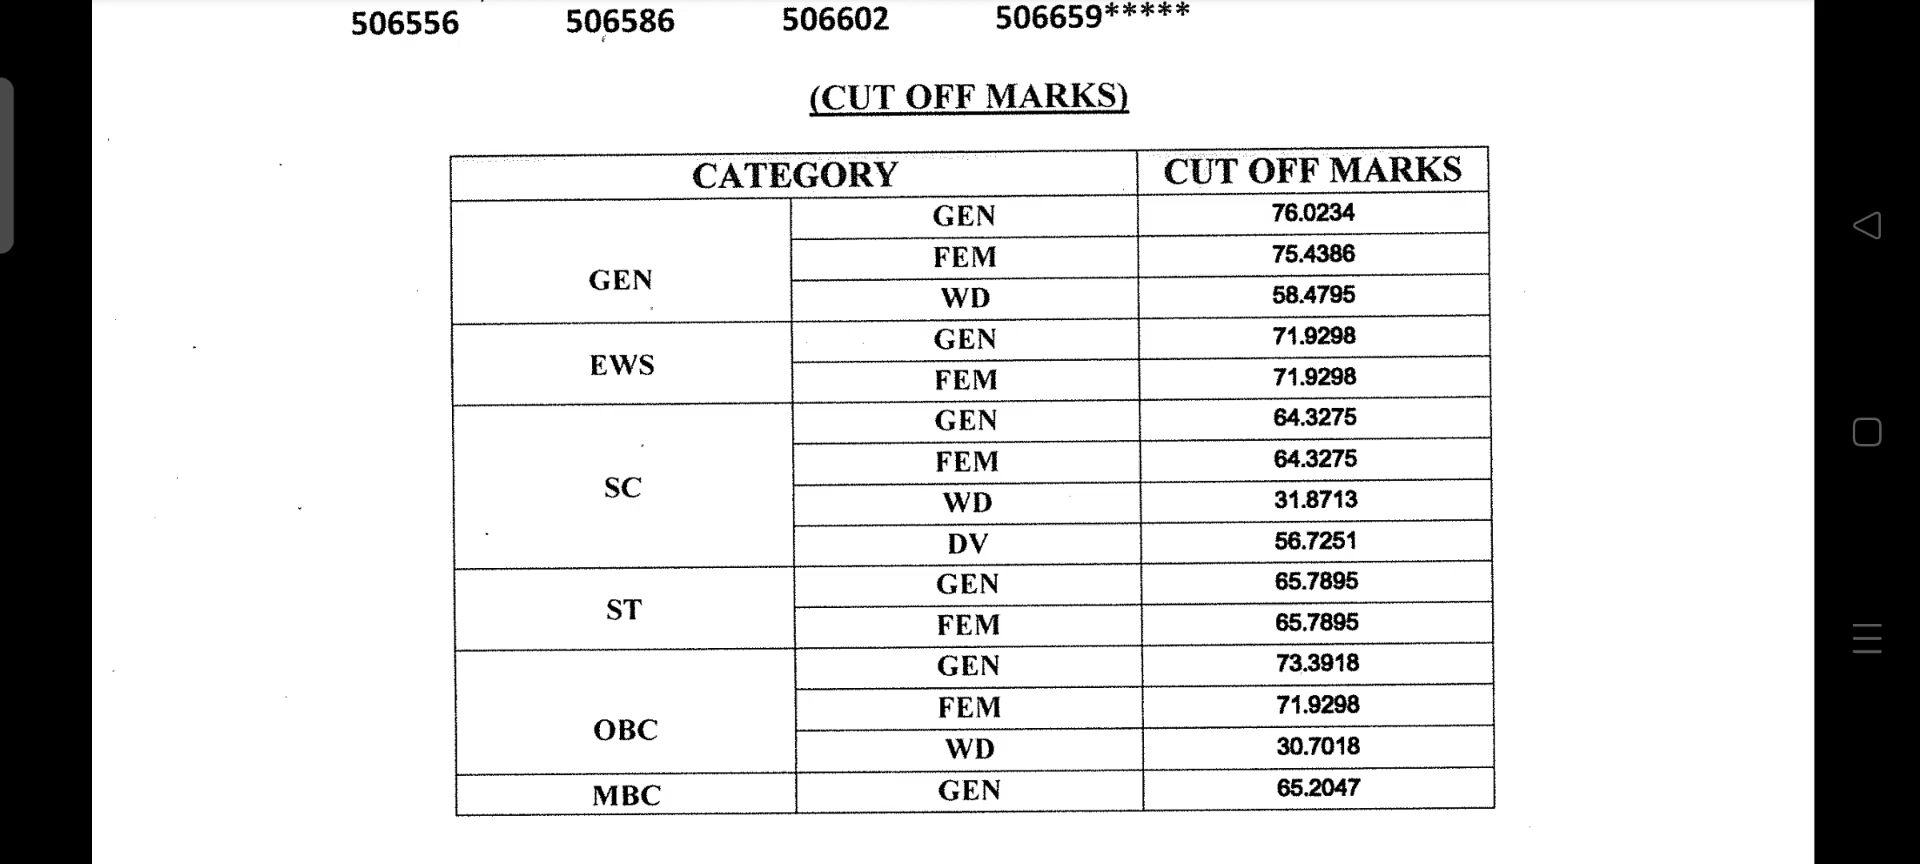 506556 506586 506602 506659*****
(CUT OFF MARKS)
CATEGORY CUT OFF MARKS
GEN GEN 76.0234
FEM 75.4386
WD 58.4795
EWS GEN 71.9298
FEM 71.9298
SC GEN 64.3275
FEM 64.3275
WD 31.8713
DV 56.7251
ST GEN 65.7895
FEM 65.7895
OBC GEN 73.3918
FEM 71.9298
WD 30.7018
MBC GEN 65.2047